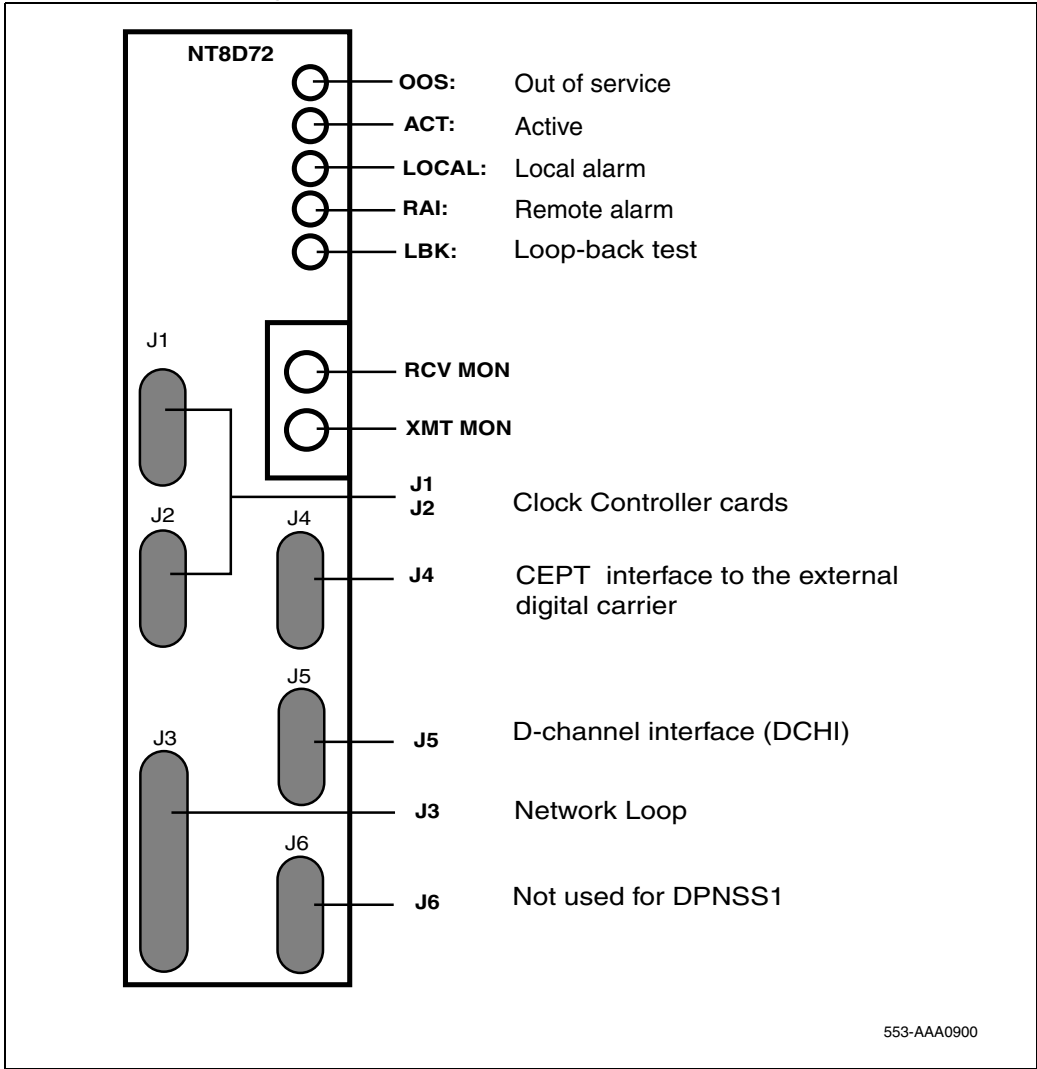 NT8D72
OOS: Out of service
ACT: Active
LOCAL: Local alarm
RAI: Remote alarm
LBK: Loop-back test
J1
RCV MON
XMT MON
J1
J2 Clock Controller cards
J2
J4
J4 CEPT interface to the external
digital carrier
J5
J5 D-channel interface (DCHI)
J3
J3 Network Loop
J6
J6 Not used for DPNSS1
553-AAA0900